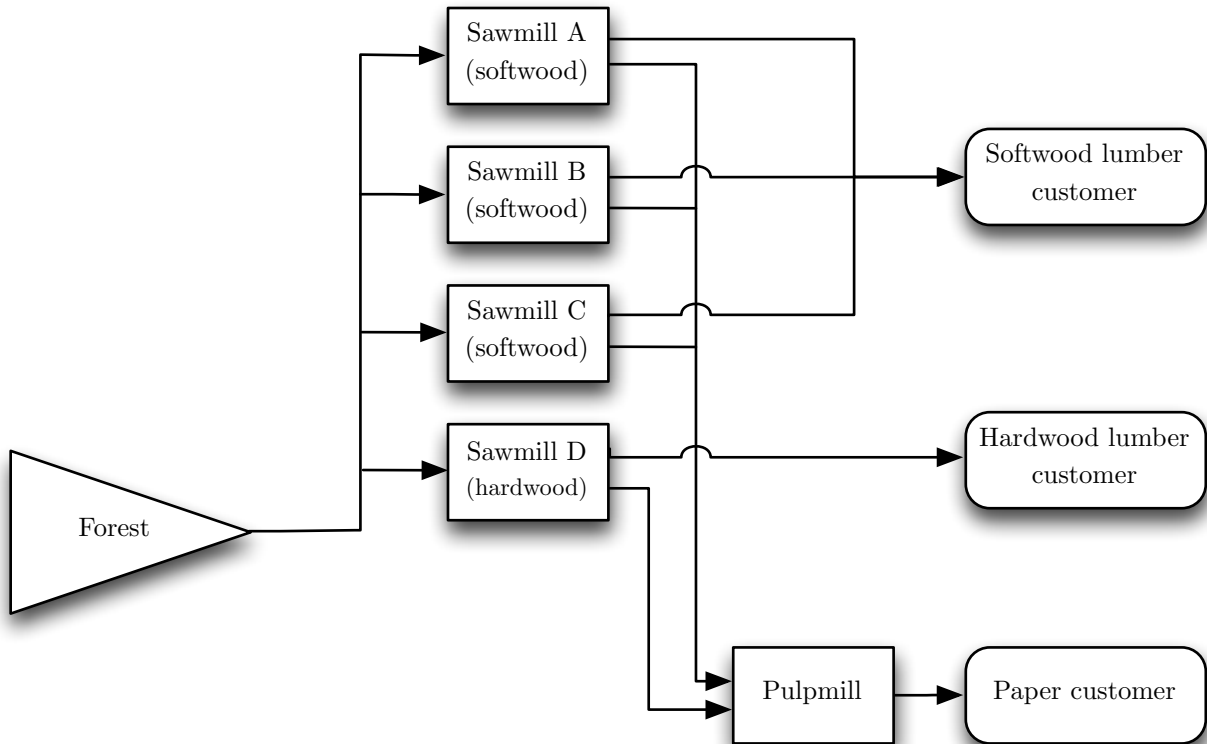 Sawmill A
(softwood)
Sawmill B
(softwood)
Softwood lumber
customer
Sawmill C
(softwood)
Sawmill D
(hardwood)
Hardwood lumber
customer
Forest
Pulpmill
Paper customer